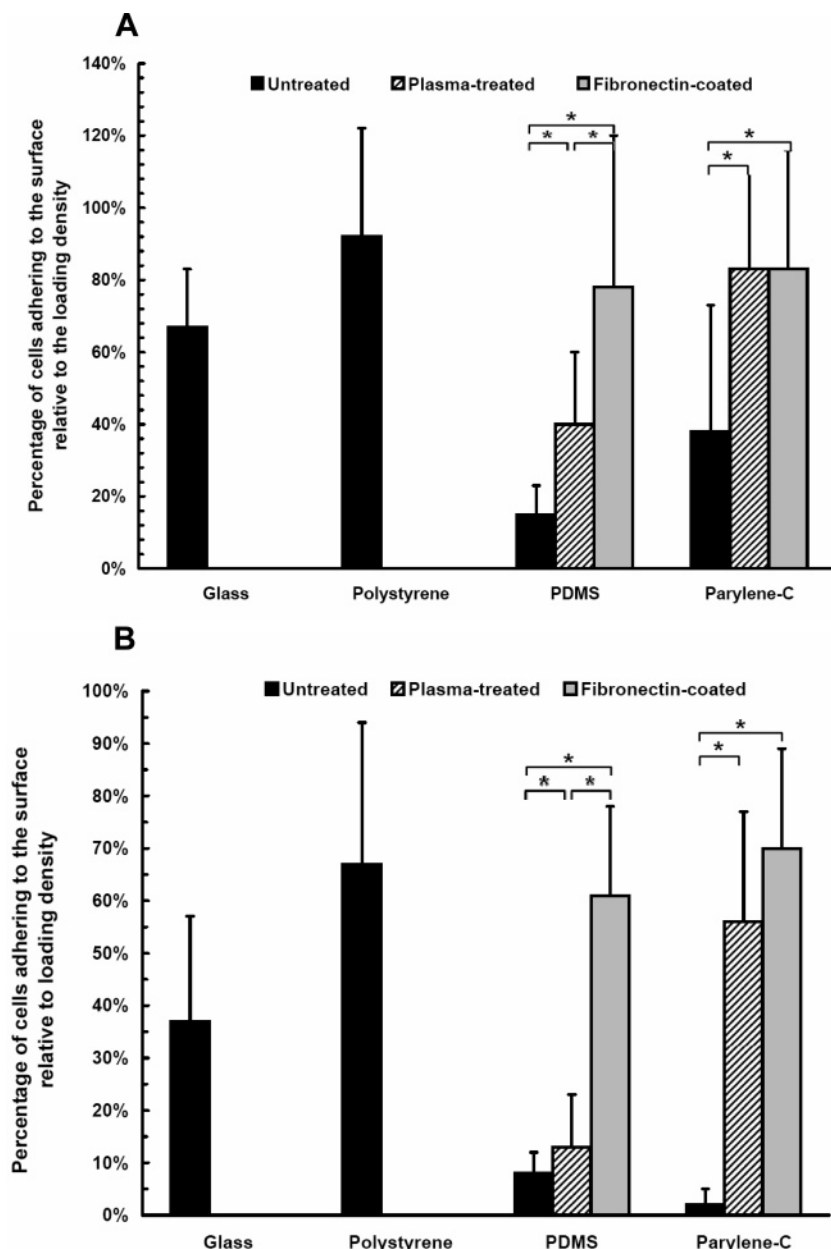 A
140%
Untreated Plasma-treated Fibronectin-coated
120%
* 
* *
*
*
100%
80%
60%
40%
20%
0%
Percentage of cells adhering to the surface
relative to the loading density
Glass Polystyrene PDMS Parylene-C
B
100%
Untreated Plasma-treated Fibronectin-coated
90%
*
* *
*
*
80%
70%
60%
50%
40%
30%
20%
10%
0%
Percentage of cells adhering to the surface
relative to loading density
Glass Polystyrene PDMS Parylene-C